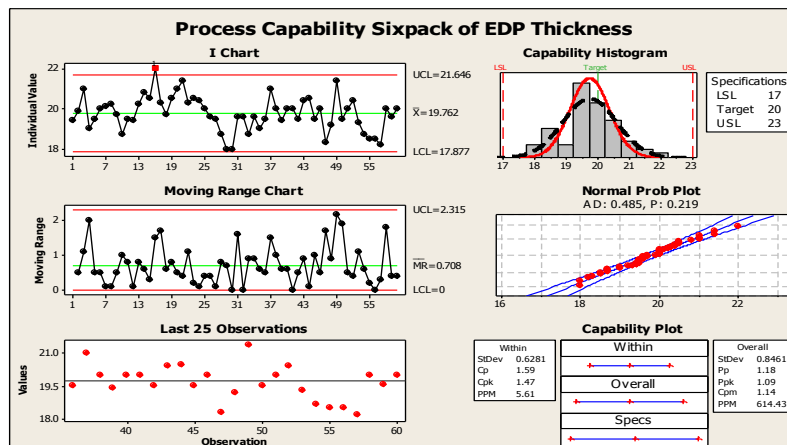 Process Capability Sixpack of EDP Thickness
I Chart
Individual Value
22
20
18
1 7 13 19 25 31 37 43 49 55
1
UCL=21.646
X=19.762
LCL=17.877
Moving Range Chart
Moving Range
2
1
0
1 7 13 19 25 31 37 43 49 55
UCL=2.315
MR=0.708
LCL=0
Last 25 Observations
Values
21.0
19.5
18.0
40 45 50 55 60
Observation
Capability Histogram
LSL Target USL
17 18 19 20 21 22 23
Specifications
LSL 17
Target 20
USL 23
Normal Prob Plot
AD: 0.485, P: 0.219
16 18 20 22
Capability Plot
Within
StDev 0.6281
Cp 1.59
Cpk 1.47
PPM 5.61
Within
Overall
Specs
Overall
StDev 0.8461
Pp 1.18
Ppk 1.09
Cpm 1.14
PPM 614.43